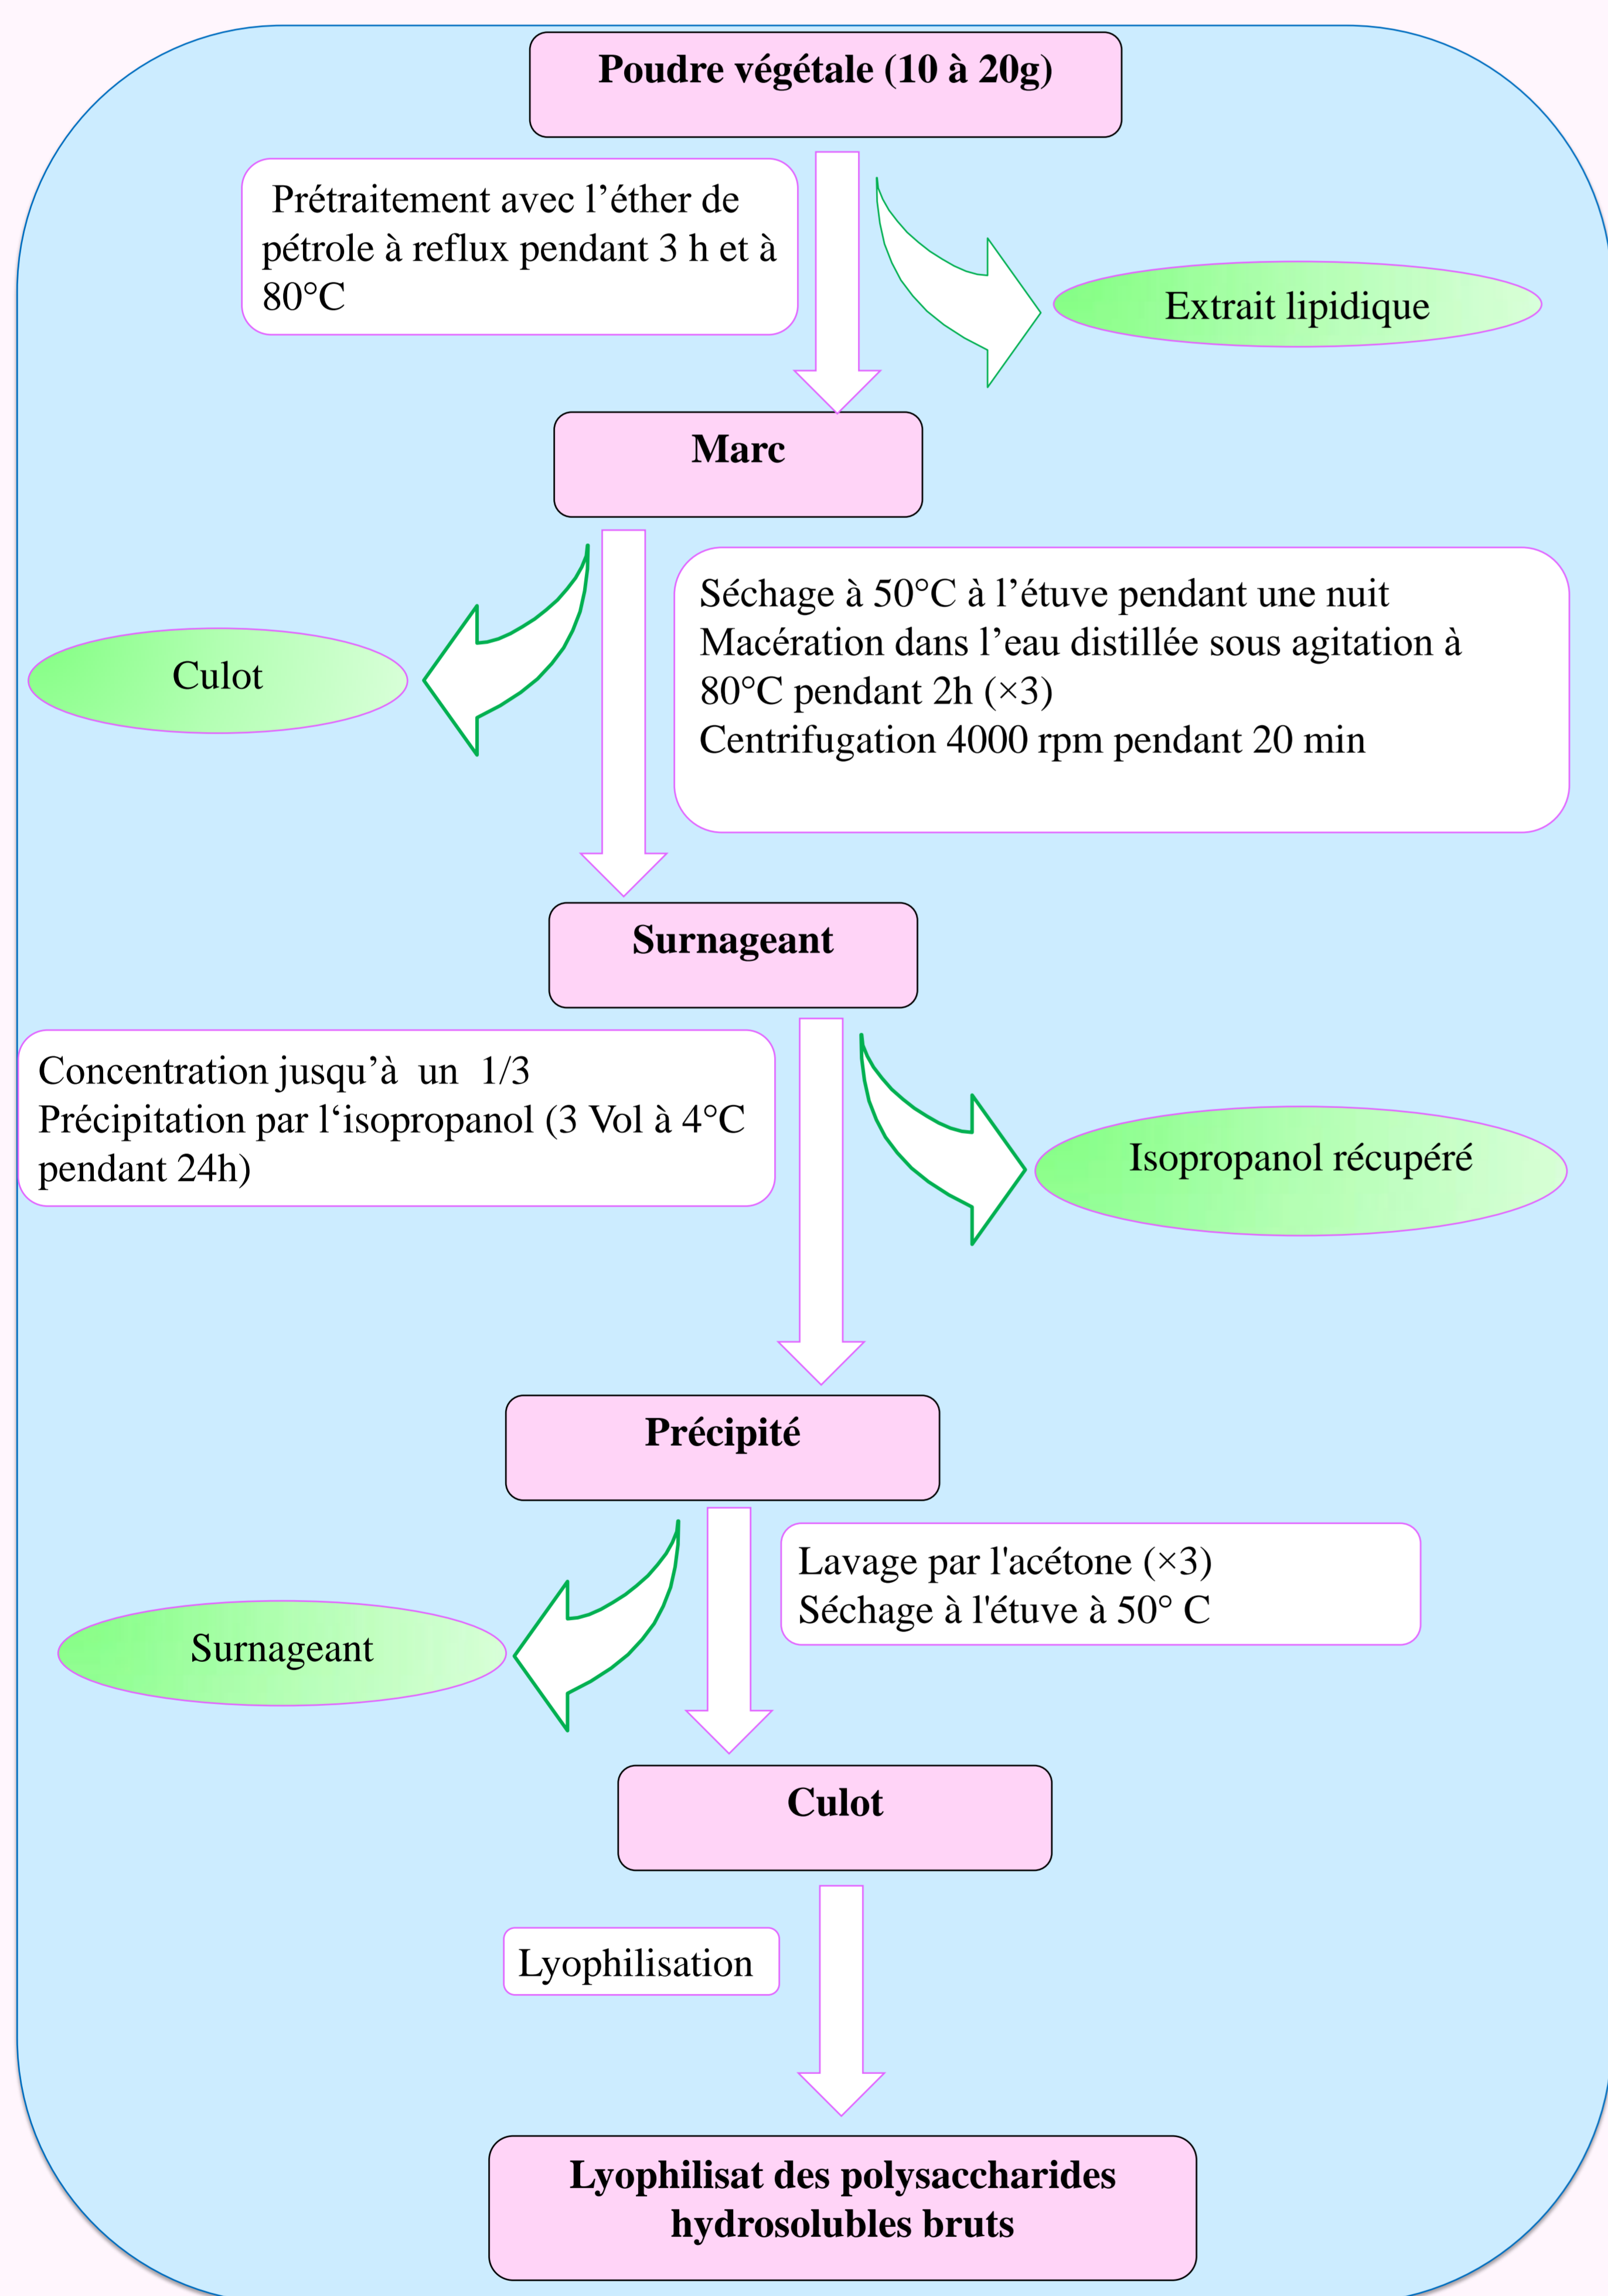 Poudre végétale (10 à 20g)
Prétraitement avec l’éther de
pétrole à reflux pendant 3 h et à
80°C
Extrait lipidique
Marc
Séchage à 50°C à l’étuve pendant une nuit
Macération dans l’eau distillée sous agitation à
80°C pendant 2h (×3)
Centrifugation 4000 rpm pendant 20 min
Culot
Surnageant
Concentration jusqu’à un 1/3
Précipitation par l‘isopropanol (3 Vol à 4°C
pendant 24h)
Isopropanol récupéré
Précipité
Lavage par l'acétone (×3)
Séchage à l'étuve à 50° C
Surnageant
Culot
Lyophilisation
Lyophilisat des polysaccharides
hydrosolubles bruts